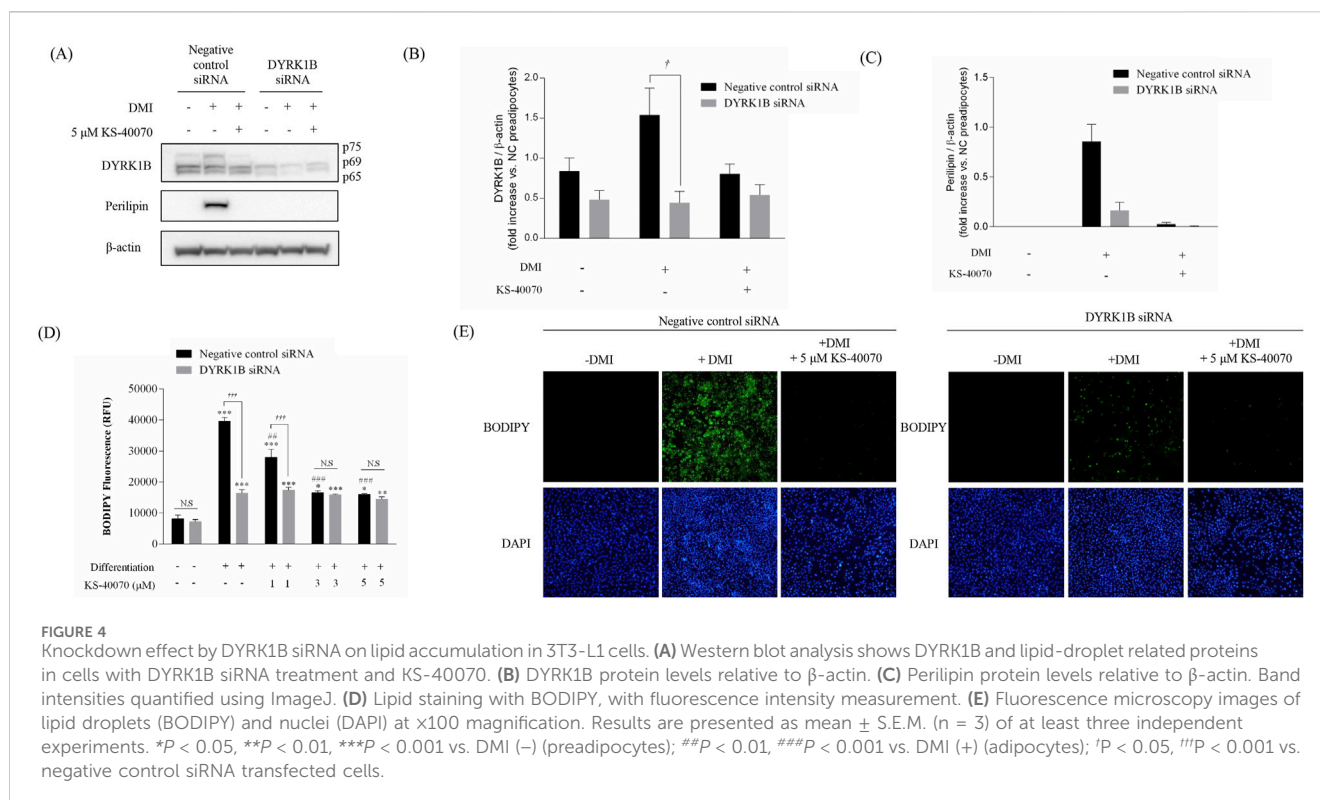 (A)
Negative
control
siRNA
DYRK1B
siRNA
DMI - + + - + +
5 μM KS-40070 - - + - - +
DYRK1B
p75
p69
p65
Perilipin
β-actin
(B)
DYRK1B / β-actin
(fold increase vs. NC preadipocytes)
2.0
1.5
1.0
0.5
0.0
†
Negative control siRNA
DYRK1B siRNA
DMI - + +
KS-40070 - - +
(C)
Perilipin / β-actin
(fold increase vs. NC preadipocytes)
1.5
1.0
0.5
0.0
Negative control siRNA
DYRK1B siRNA
DMI - + +
KS-40070 - - +
(D)
Negative control siRNA
DYRK1B siRNA
BODIPY Fluorescence (RFU)
50000
40000
30000
20000
10000
0
N.S
†††
***
***
†††
##
***
***
N.S
###
*
***
N.S
###
*
**
Differentiation - - + + + + + + + +
KS-40070 (μM) - - - - 1 1 3 3 5 5
(E)
Negative control siRNA
-DMI
+ DMI
+DMI
+ 5 μM KS-40070
BODIPY
DAPI
DYRK1B siRNA
-DMI
+DMI
+DMI
+ 5 μM KS-40070
BODIPY
DAPI
FIGURE 4
Knockdown effect by DYRK1B siRNA on lipid accumulation in 3T3-L1 cells. (A) Western blot analysis shows DYRK1B and lipid-droplet related proteins
in cells with DYRK1B siRNA treatment and KS-40070. (B) DYRK1B protein levels relative to β-actin. (C) Perilipin protein levels relative to β-actin. Band
intensities quantified using ImageJ. (D) Lipid staining with BODIPY, with fluorescence intensity measurement. (E) Fluorescence microscopy images of
lipid droplets (BODIPY) and nuclei (DAPI) at ×100 magnification. Results are presented as mean ± S.E.M. (n = 3) of at least three independent
experiments. *P < 0.05, **P < 0.01, ***P < 0.001 vs. DMI (–) (preadipocytes); ##P < 0.01, ###P < 0.001 vs. DMI (+) (adipocytes); †P < 0.05, †††P < 0.001 vs.
negative control siRNA transfected cells.